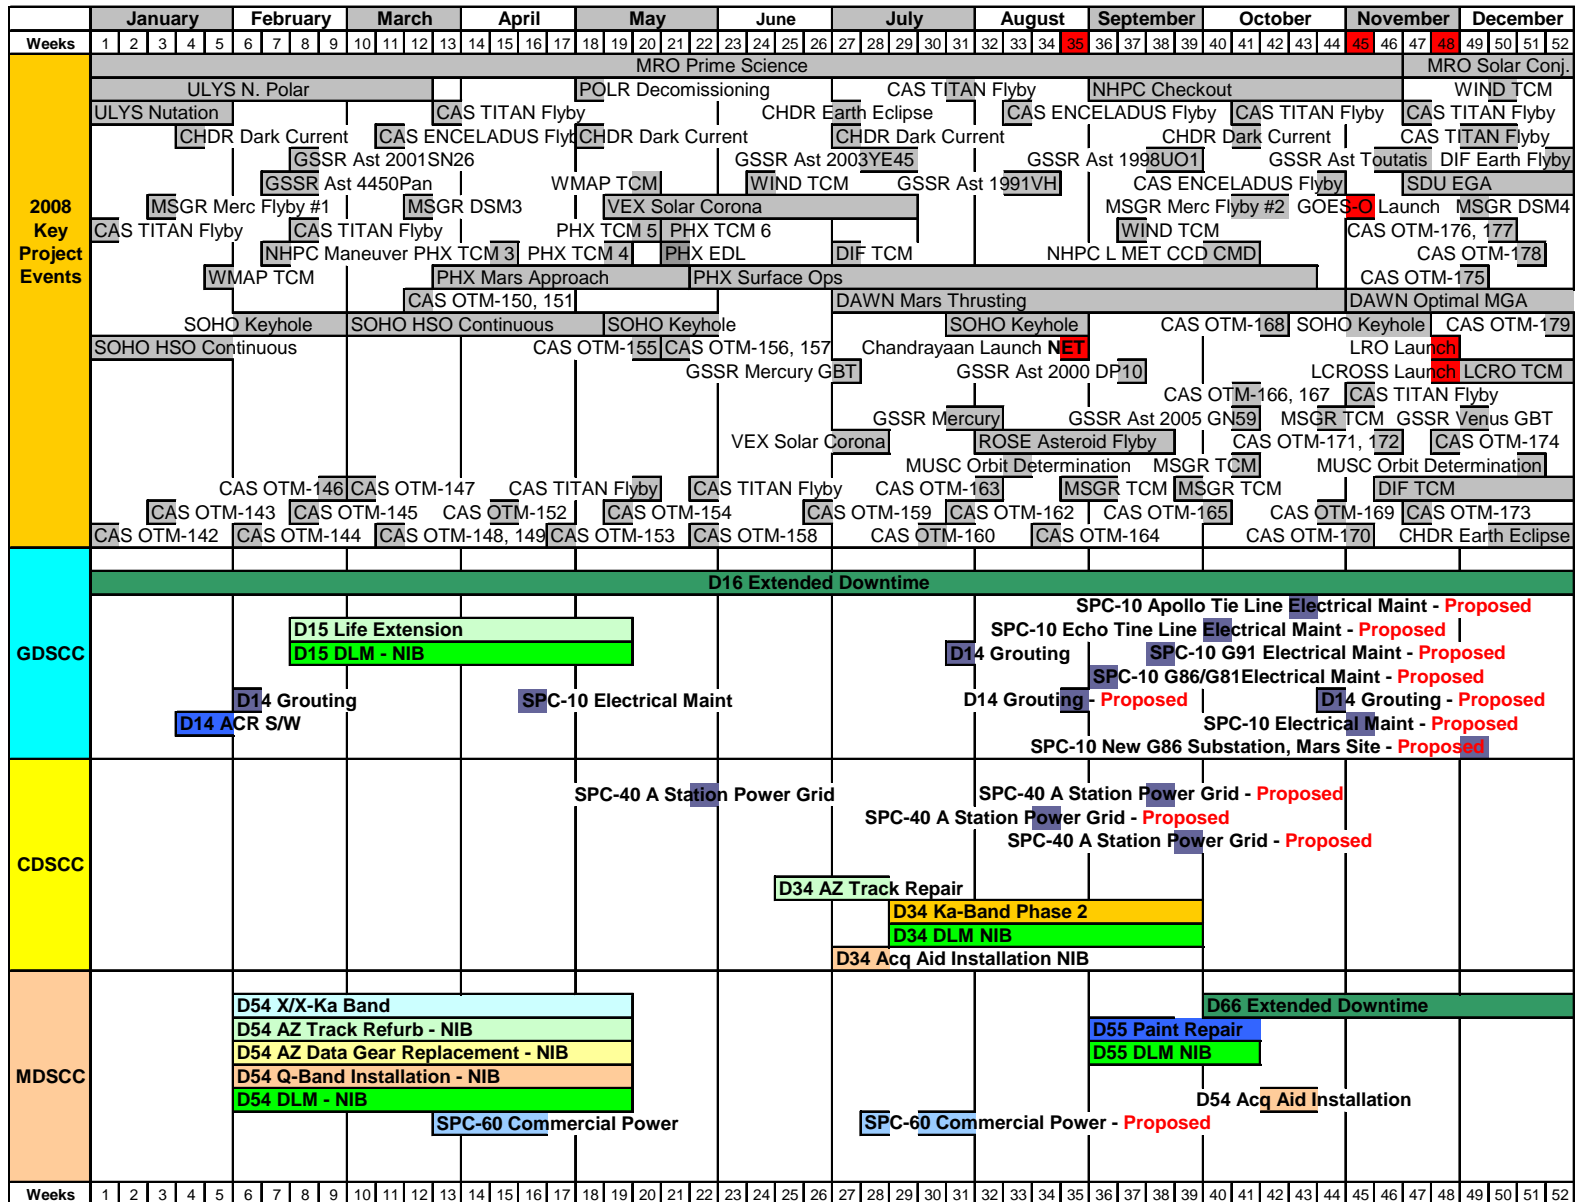 January February March April May June July August September October November December
Weeks 1 2 3 4 5 6 7 8 9 10 11 12 13 14 15 16 17 18 19 20 21 22 23 24 25 26 27 28 29 30 31 32 33 34 35 36 37 38 39 40 41 42 43 44 45 46 47 48 49 50 51 52
MRO Prime Science MRO Solar Conj.
ULYS N. Polar POLR Decomissioning CAS TITAN Flyby NHPC Checkout WIND TCM
ULYS Nutation CAS TITAN Flyby CHDR Earth Eclipse CAS ENCELADUS Flyby CAS TITAN Flyby CAS TITAN Flyby
CHDR Dark Current CAS ENCELADUS Flyb CHDR Dark Current CHDR Dark Current CHDR Dark Current CAS TITAN Flyby
GSSR Ast 2001SN26 GSSR Ast 2003YE45 GSSR Ast 1998UO1 GSSR Ast Toutatis DIF Earth Flyby
GSSR Ast 4450Pan WMAP TCM WIND TCM GSSR Ast 1991VH CAS ENCELADUS Flyby SDU EGA
2008 Key Project Events
MSGR Merc Flyby #1 MSGR DSM3 VEX Solar Corona MSGR Merc Flyby #2 GOES-O Launch MSGR DSM4
CAS TITAN Flyby CAS TITAN Flyby PHX TCM 5 PHX TCM 6 WIND TCM CAS OTM-176, 177
NHPC Maneuver PHX TCM 3 PHX TCM 4 PHX EDL DIF TCM NHPC L MET CCD CMD CAS OTM-178
WMAP TCM PHX Mars Approach PHX Surface Ops CAS OTM-175
CAS OTM-150, 151 DAWN Mars Thrusting DAWN Optimal MGA
SOHO Keyhole SOHO HSO Continuous SOHO Keyhole SOHO Keyhole CAS OTM-168 SOHO Keyhole CAS OTM-179
SOHO HSO Continuous CAS OTM-155 CAS OTM-156, 157 Chandrayaan Launch NET LRO Launch
GSSR Mercury GBT GSSR Ast 2000 DP10 LCROSS Launch LCRO TCM
CAS OTM-166, 167 CAS TITAN Flyby
GSSR Mercury GSSR Ast 2005 GN59 MSGR TCM GSSR Venus GBT
VEX Solar Corona ROSE Asteroid Flyby CAS OTM-171, 172 CAS OTM-174
MUSC Orbit Determination MSGR TCM MUSC Orbit Determination
CAS OTM-146 CAS OTM-147 CAS TITAN Flyby CAS TITAN Flyby CAS OTM-163 MSGR TCM MSGR TCM DIF TCM
CAS OTM-143 CAS OTM-145 CAS OTM-152 CAS OTM-154 CAS OTM-159 CAS OTM-162 CAS OTM-165 CAS OTM-169 CAS OTM-173
CAS OTM-142 CAS OTM-144 CAS OTM-148, 149 CAS OTM-153 CAS OTM-158 CAS OTM-160 CAS OTM-164 CAS OTM-170 CHDR Earth Eclipse
GDSCC
D16 Extended Downtime
SPC-10 Apollo Tie Line Electrical Maint - Proposed
D15 Life Extension SPC-10 Echo Tine Line Electrical Maint - Proposed
D15 DLM - NIB D14 Grouting SPC-10 G91 Electrical Maint - Proposed
SPC-10 G86/G81Electrical Maint - Proposed
D14 Grouting SPC-10 Electrical Maint D14 Grouting - Proposed D14 Grouting - Proposed
D14 ACR S/W SPC-10 Electrical Maint - Proposed
SPC-10 New G86 Substation, Mars Site - Proposed
CDSCC
SPC-40 A Station Power Grid SPC-40 A Station Power Grid - Proposed
SPC-40 A Station Power Grid - Proposed
SPC-40 A Station Power Grid - Proposed
D34 AZ Track Repair
D34 Ka-Band Phase 2
D34 DLM NIB
D34 Acq Aid Installation NIB
MDSCC
D54 X/X-Ka Band D66 Extended Downtime
D54 AZ Track Refurb - NIB D55 Paint Repair
D54 AZ Data Gear Replacement - NIB D55 DLM NIB
D54 Q-Band Installation - NIB
D54 DLM - NIB D54 Acq Aid Installation
SPC-60 Commercial Power SPC-60 Commercial Power - Proposed
Weeks 1 2 3 4 5 6 7 8 9 10 11 12 13 14 15 16 17 18 19 20 21 22 23 24 25 26 27 28 29 30 31 32 33 34 35 36 37 38 39 40 41 42 43 44 45 46 47 48 49 50 51 52